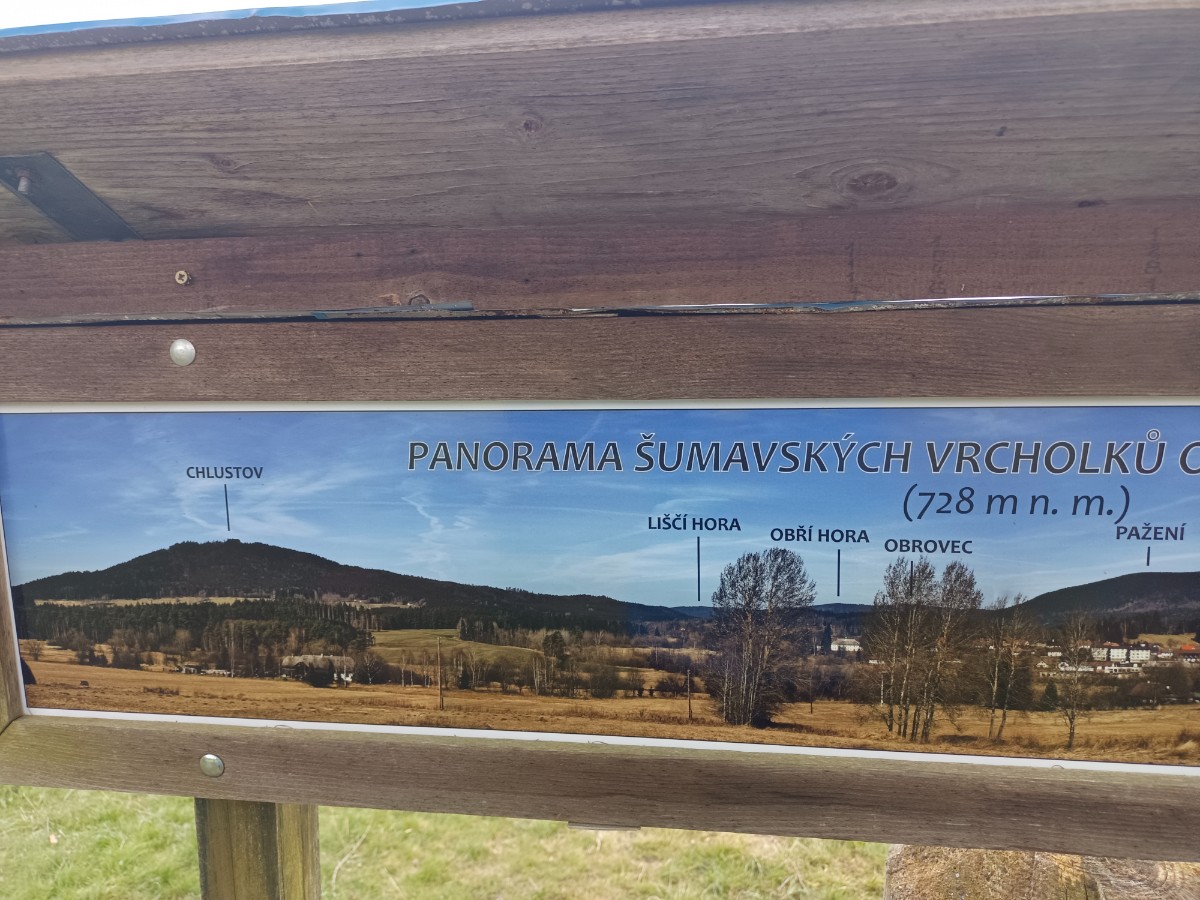 PANORAMA ŠUMAVSKÝCH VRCHOLKŮ
(728 m n. m.)
CHLUSTOV
LIŠČÍ HORA
OBŘÍ HORA
OBROVEC
PAŽENÍ